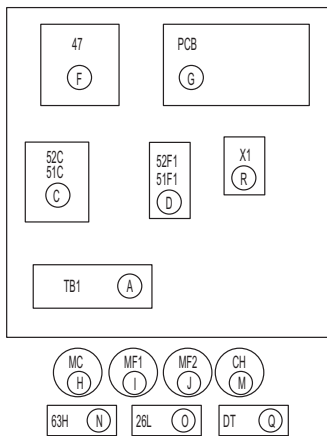 47
F
PCB
G
52C
51C
C
52F1
51F1
D
X1
R
TB1 A
MC
H
MF1
I
MF2
J
CH
M
63H N
26L O
DT Q